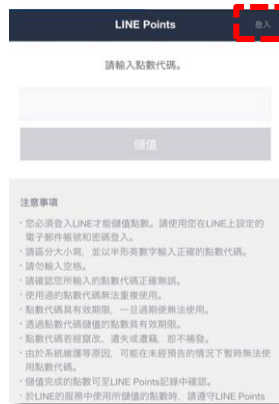 LINE Points
登入
請輸入點數代碼。
儲值
注意事項
・您必須登入LINE才能儲值點數。請使用您在LINE上設定的
電子郵件帳號和密碼登入。
・請區分大小寫，並以半形英數字輸入正確的點數代碼。
・請勿輸入空格。
・請確認您所輸入的點數代碼正確無誤。
・使用過的點數代碼無法重複使用。
・點數代碼具有效期限，一旦過期便無法使用。
・透過點數代碼儲值的點數具有效期限。
・點數代碼若經竄改、遺失或遭竊，恕不補發。
・由於系統維護等原因，可能在未經預告的情況下暫時無法使
用點數代碼。
・儲值完成的點數可至LINE Points記錄中確認。
・於LINE的服務中使用所儲值的點數時，請遵守LINE Points